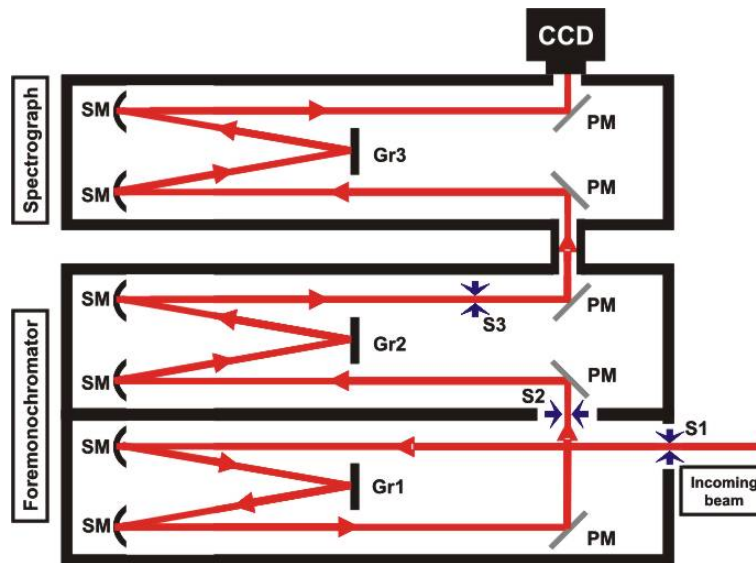 CCD
SM
PM
Gr3
SM
PM
Spectrograph
SM
S3
PM
Gr2
SM
PM
S2
Foremonochromator
SM
S1
Gr1
Incoming
beam
SM
PM